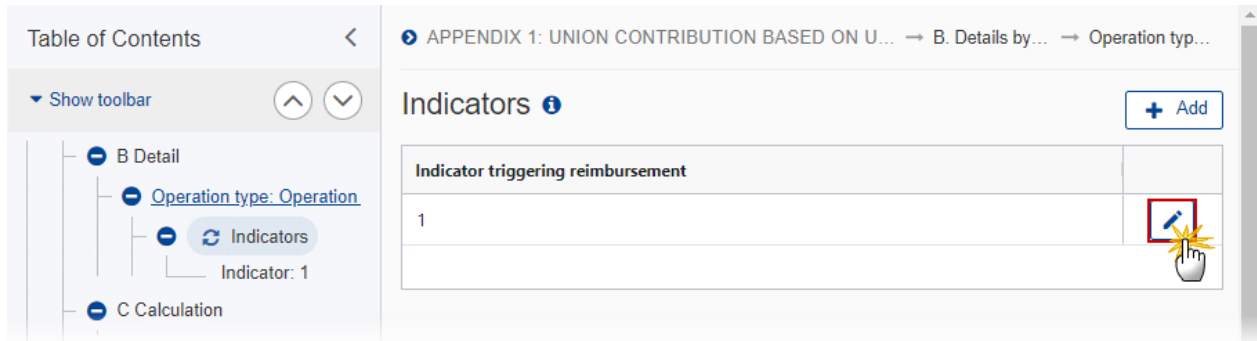 Table of Contents
Show toolbar
B Detail
Operation type: Operation
Indicators
Indicator: 1
C Calculation
APPENDIX 1: UNION CONTRIBUTION BASED ON U... → B. Details by... → Operation typ...
Indicators
+ Add
Indicator triggering reimbursement
1